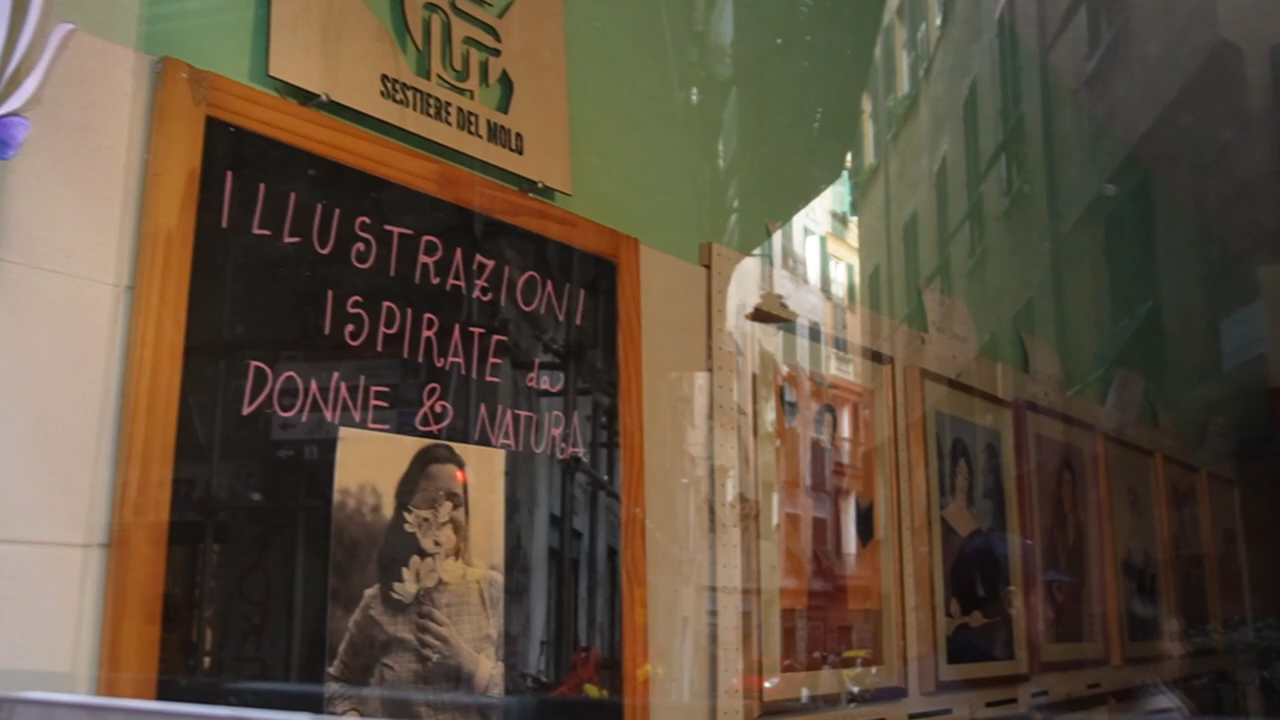 SESTIERE DEL MOLO
ILLUSTRAZIONI
ISPIRATE da
DONNE & NATURA